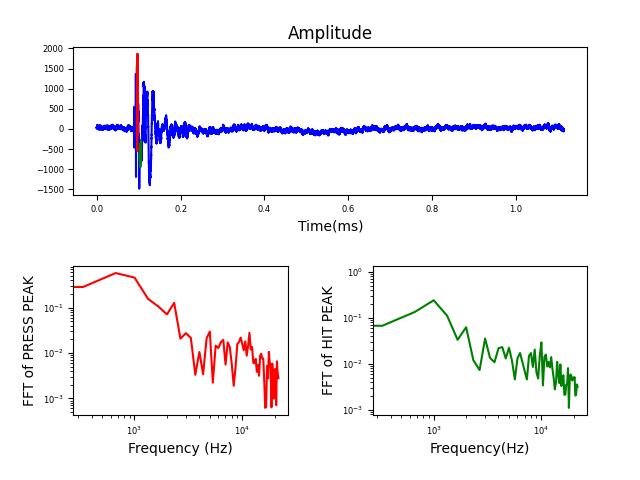 Amplitude
2000
1500
1000
500
0
−500
−1000
−1500
0.0 0.2 0.4 0.6 0.8 1.0
Time(ms)
FFT of PRESS PEAK
10⁻¹
10⁻²
10⁻³
10³ 10⁴
Frequency (Hz)
FFT of HIT PEAK
10⁰
10⁻¹
10⁻²
10⁻³
10³ 10⁴
Frequency(Hz)